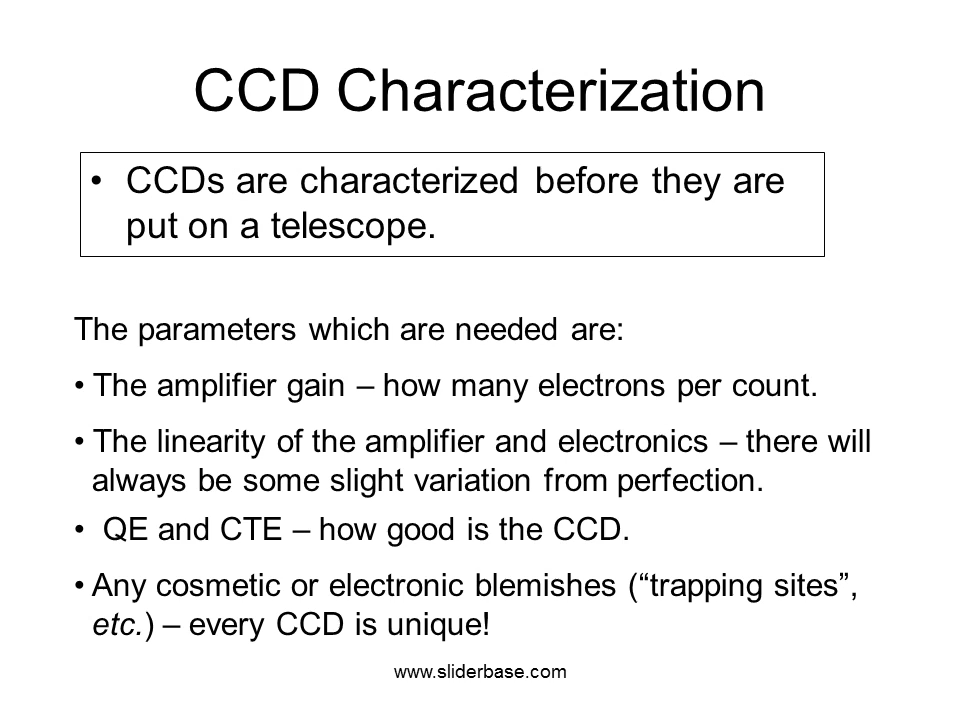 CCD Characterization
• CCDs are characterized before they are
put on a telescope.
The parameters which are needed are:
• The amplifier gain – how many electrons per count.
• The linearity of the amplifier and electronics – there will
always be some slight variation from perfection.
• QE and CTE – how good is the CCD.
• Any cosmetic or electronic blemishes (“trapping sites”,
etc.) – every CCD is unique!
www.sliderbase.com